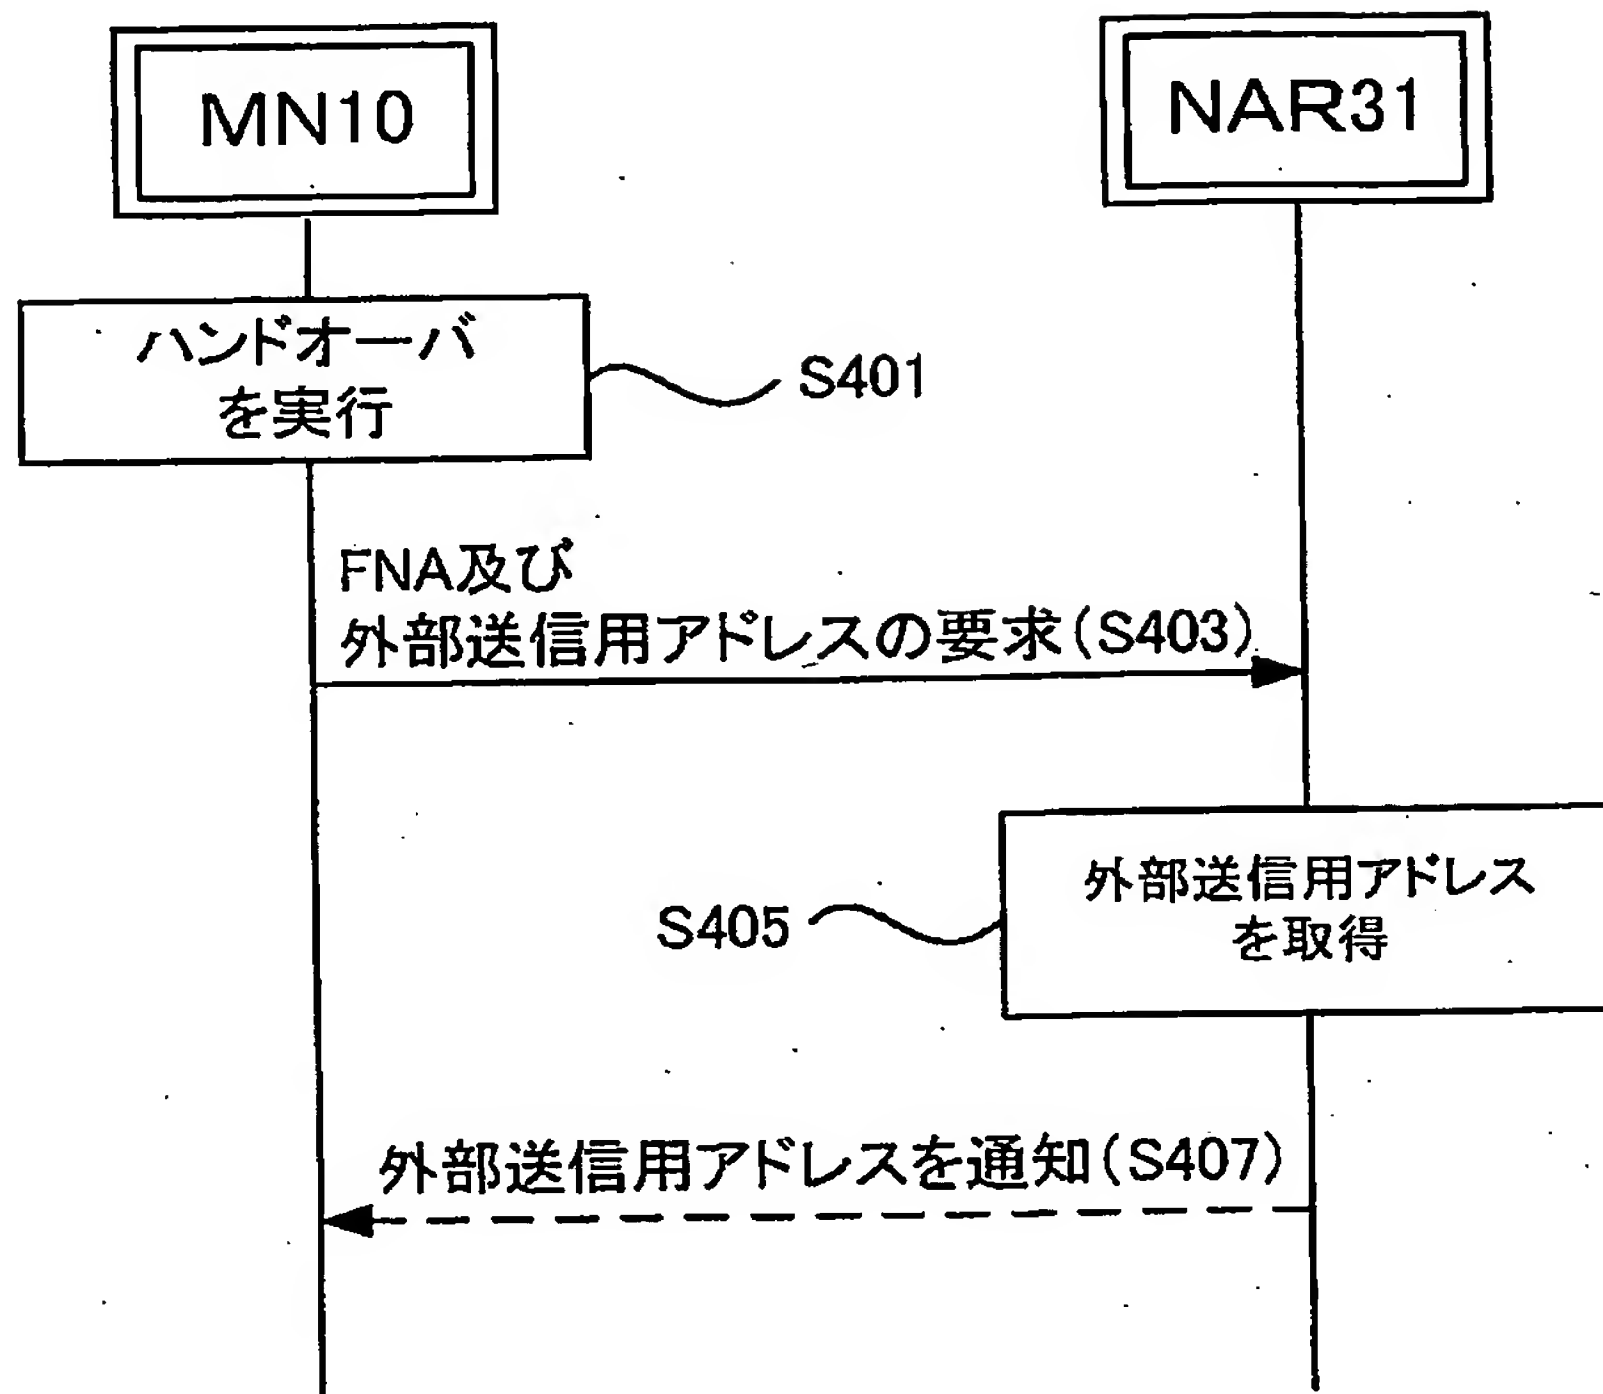 MN10
NAR31
ハンドオーバ
を実行
S401
FNA及び
外部送信用アドレスの要求(S403)
外部送信用アドレス
を取得
S405
外部送信用アドレスを通知(S407)